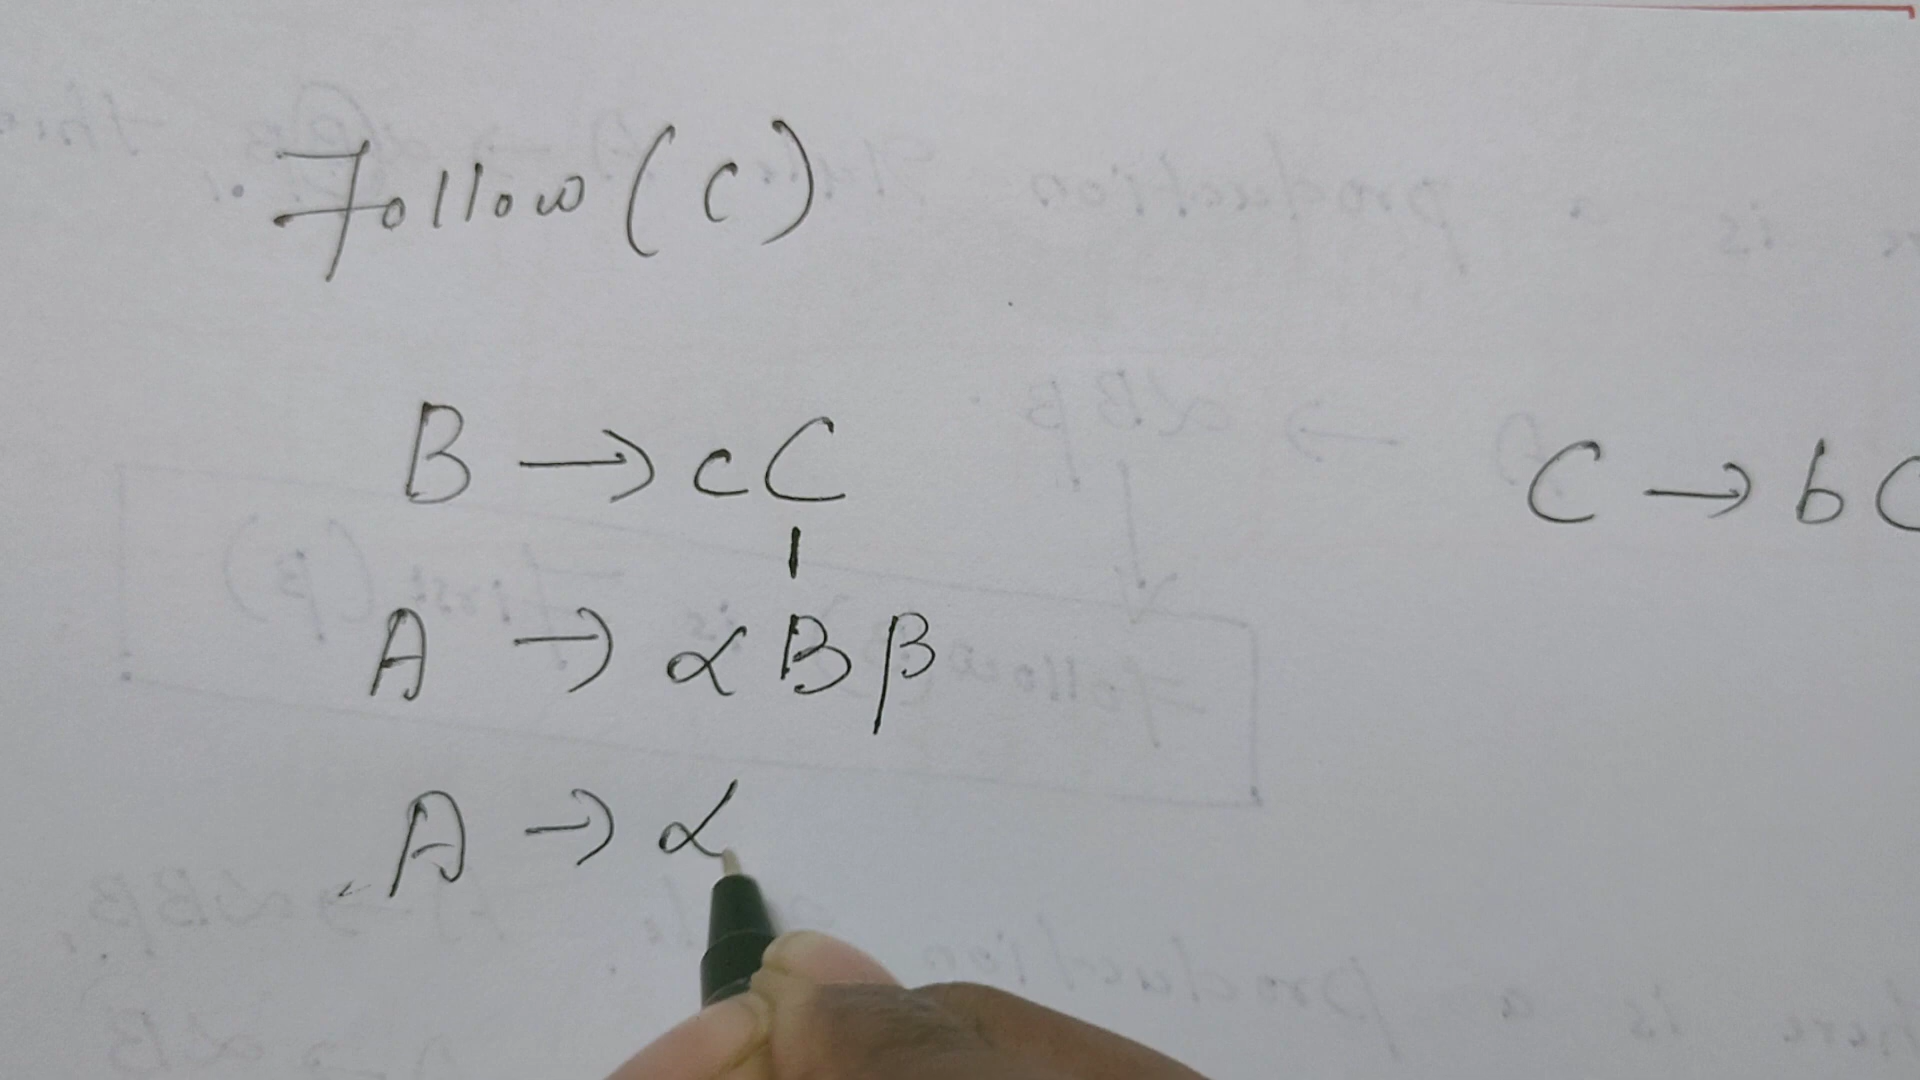 Follow(C)
B → cC
C → bC
A → αBβ
A → α